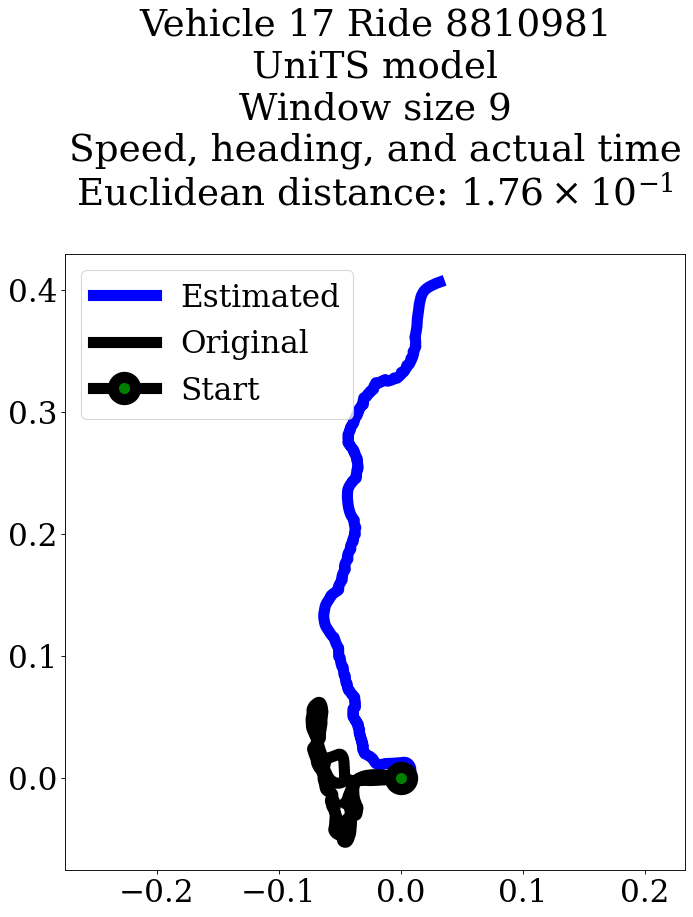 Vehicle 17 Ride 8810981
UniTS model
Window size 9
Speed, heading, and actual time
Euclidean distance: 1.76 × 10⁻¹
Estimated
Original
Start
0.4
0.3
0.2
0.1
0.0
−0.2
−0.1
0.0
0.1
0.2